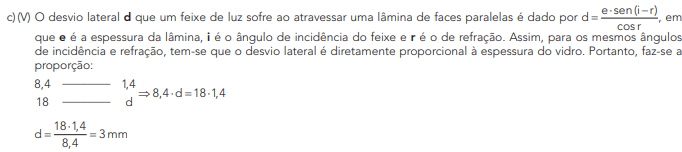 c) (V) O desvio lateral d que um feixe de luz sofre ao atravessar uma lâmina de faces paralelas é dado por d = e·sen(i−r)/cos r, em
que e é a espessura da lâmina, i é o ângulo de incidência do feixe e r é o de refração. Assim, para os mesmos ângulos
de incidência e refração, tem-se que o desvio lateral é diretamente proporcional à espessura do vidro. Portanto, faz-se a
proporção:
8,4 ——— 1,4
18 ——— d ⇒ 8,4·d = 18·1,4
d = 18·1,4/8,4 = 3 mm